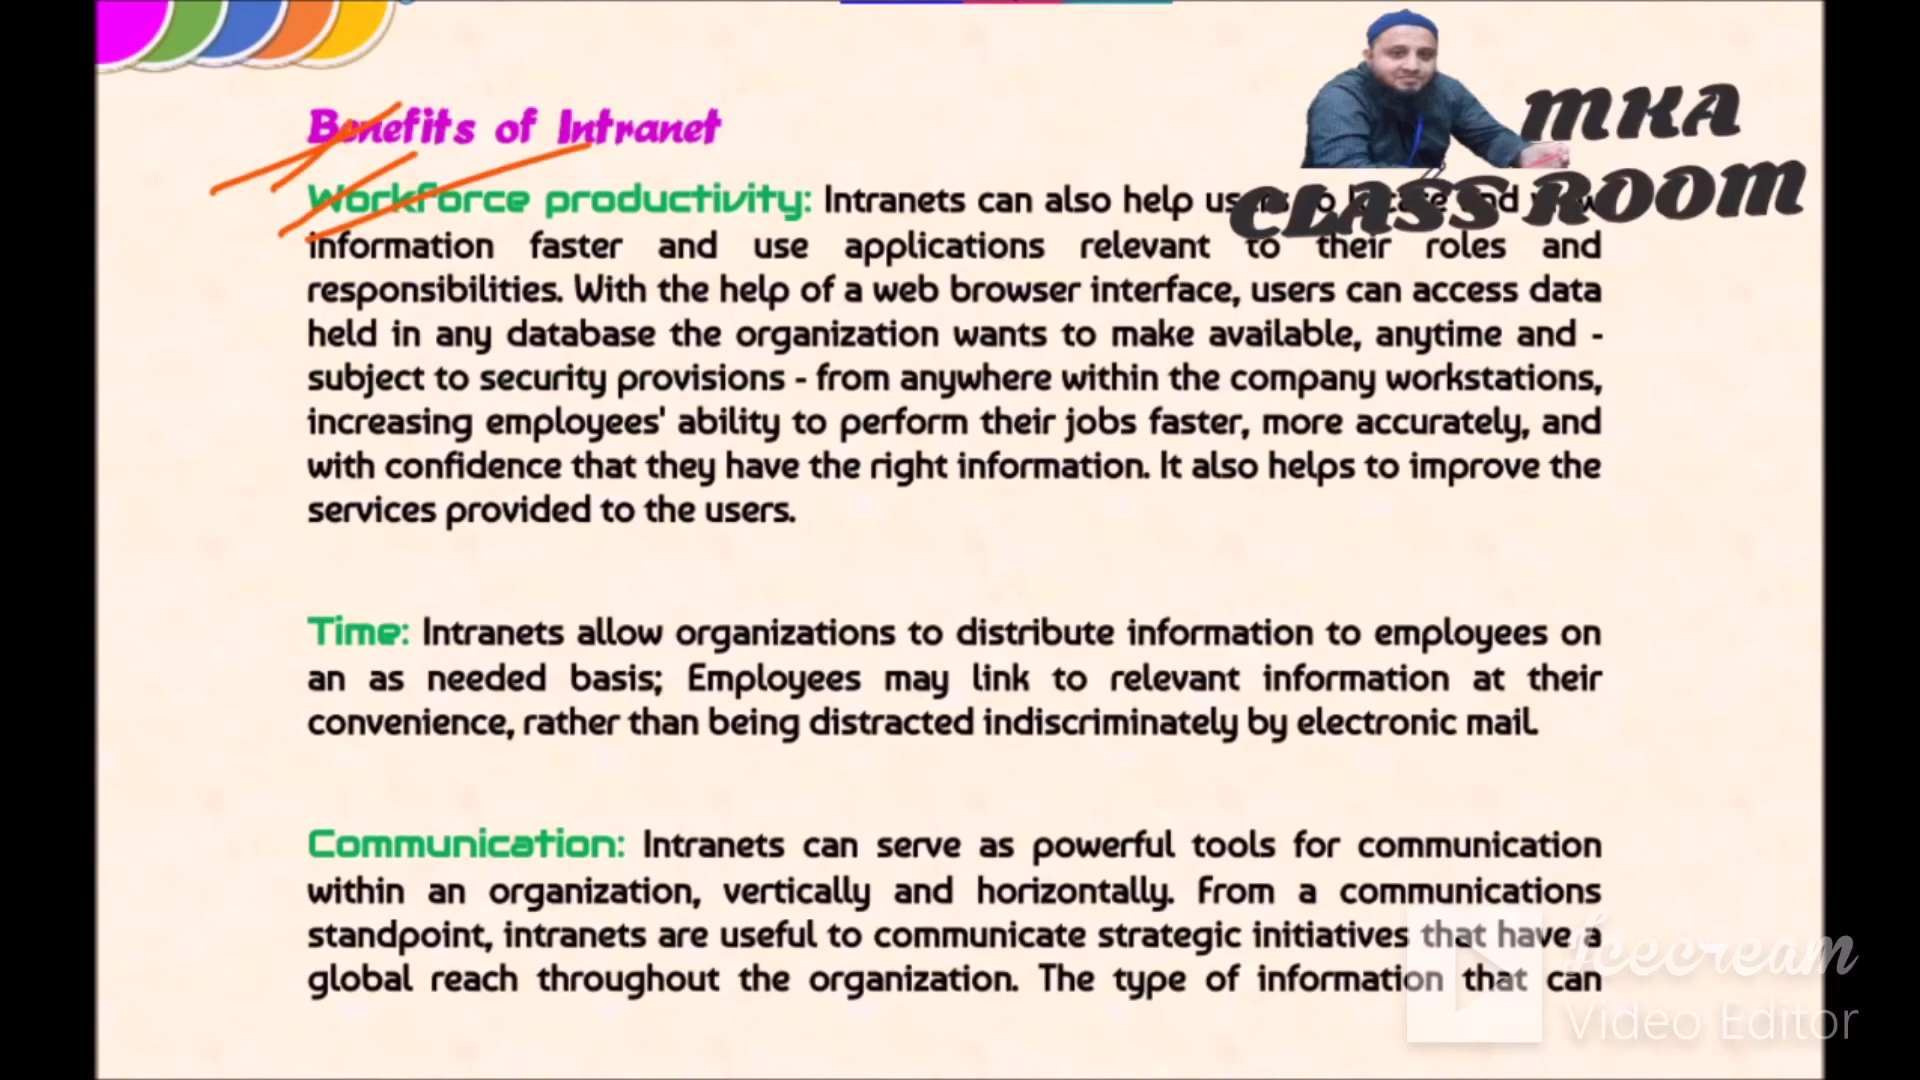 Benefits of Intranet
MKA
CLASS ROOM
Workforce productivity: Intranets can also help users to locate and view
information faster and use applications relevant to their roles and
responsibilities. With the help of a web browser interface, users can access data
held in any database the organization wants to make available, anytime and -
subject to security provisions - from anywhere within the company workstations,
increasing employees' ability to perform their jobs faster, more accurately, and
with confidence that they have the right information. It also helps to improve the
services provided to the users.
Time: Intranets allow organizations to distribute information to employees on
an as needed basis; Employees may link to relevant information at their
convenience, rather than being distracted indiscriminately by electronic mail.
Communication: Intranets can serve as powerful tools for communication
within an organization, vertically and horizontally. From a communications
standpoint, intranets are useful to communicate strategic initiatives that have a
global reach throughout the organization. The type of information that can
Icecream
Video Editor